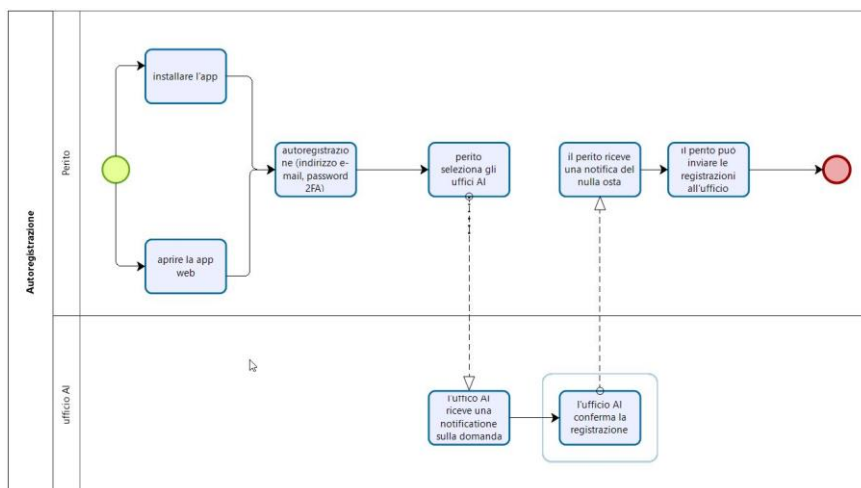 Autoregistrazione
Perito
installare l'app
aprire la app
web
autoregistrazio
ne (indirizzo e-
mail, password
2FA)
perito
seleziona gli
uffici AI
il perito riceve
una notifica del
nulla osta
il perito può
inviare le
registrazioni
all'ufficio
ufficio AI
l'uffico AI
riceve una
notificatione
sulla domanda
l'ufficio AI
conferma la
registrazione